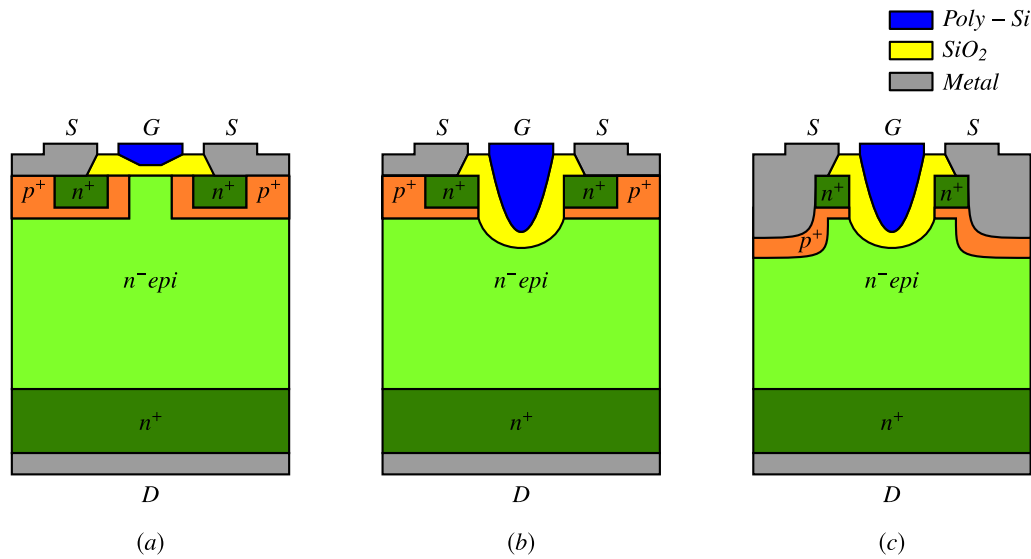 Poly – Si
SiO₂
Metal
S G S
S G S
S S
G
p⁺ n⁺ n⁺ p⁺
p⁺ n⁺ n⁺ p⁺
n⁺ n⁺
p⁺
n⁻epi
n⁻epi
n⁻epi
n⁺
n⁺
n⁺
D
D
D
(a)
(b)
(c)